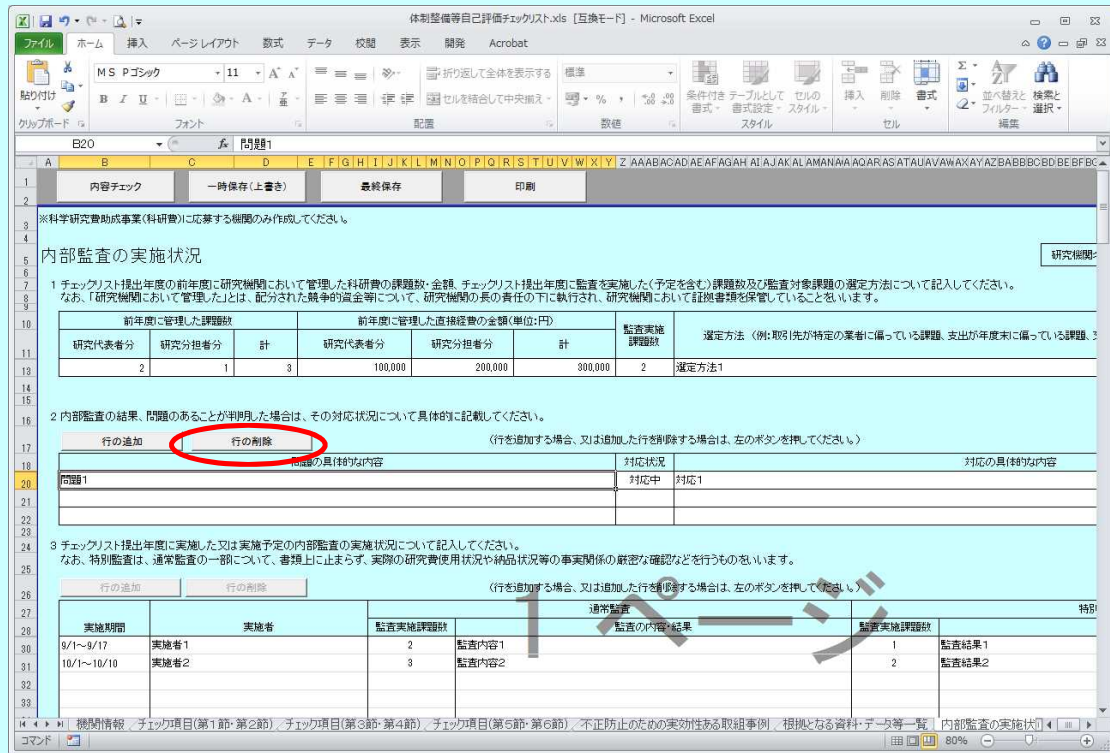 体制整備等自己評価チェックリスト.xls [互換モード] - Microsoft Excel
ファイル ホーム 挿入 ページ レイアウト 数式 データ 校閲 表示 開発 Acrobat
MS Pゴシック 11 折り返して全体を表示する 標準 Σ
貼り付け B I U A セルを結合して中央揃え % , 条件付き書式 テーブルとして書式設定 セルのスタイル 挿入 削除 書式 並べ替えとフィルター 検索と選択
クリップボード フォント 配置 数値 スタイル セル 編集
B20 fx 問題1
A B C D E F G H I J K L M N O P Q R S T U V W X Y Z AA AB AC AD AE AF AG AH AI AJ AK AL AM AN
内容チェック 一時保存(上書き) 最終保存 印刷
※科学研究費助成事業(科研費)に応募する機関のみ作成してください。
内部監査の実施状況 研究機関
1 チェックリスト提出年度の前年度に研究機関において管理した科研費の課題数・金額、チェックリスト提出年度に監査を実施した(予定を含む)課題数及び監査対象課題の選定方法について記入してください。
なお、「研究機関において管理した」とは、配分された競争的資金等について、研究機関の長の責任の下に執行され、研究機関において証拠書類を保管していることをいいます。
前年度に管理した課題数 前年度に管理した直接経費の金額(単位:円) 監査実施課題数 選定方法 (例:取引先が特定の業者に偏っている課題、支出が年度末に偏っている課題、
研究代表者分 研究分担者分 計 研究代表者分 研究分担者分 計
2 1 3 100,000 200,000 300,000 2 選定方法1
2 内部監査の結果、問題のあることが判明した場合は、その対応状況について具体的に記載してください。
行の追加 行の削除 (行を追加する場合、又は追加した行を削除する場合は、左のボタンを押してください。)
問題の具体的な内容 対応状況 対応の具体的な内容
問題1 対応中 対応1
3 チェックリスト提出年度に実施した又は実施予定の内部監査の実施状況について記入してください。
なお、特別監査は、通常監査の一部について、書類上に止まらず、実際の研究費使用状況や納品状況等の事実関係の厳密な確認などを行うものをいいます。
行の追加 行の削除 (行を追加する場合、又は追加した行を削除する場合は、左のボタンを押してください。)
1 ページ
通常監査 特別
実施期間 実施者 監査実施課題数 監査の内容・結果 監査実施課題数
9/1～9/17 実施者1 2 監査内容1 1 監査結果1
10/1～10/10 実施者2 3 監査内容2 2 監査結果2
機関情報 チェック項目(第1節・第2節) チェック項目(第3節・第4節) チェック項目(第5節・第6節) 不正防止のための実効性ある取組事例 根拠となる資料・データ等一覧 内部監査の実施状
コマンド 80%